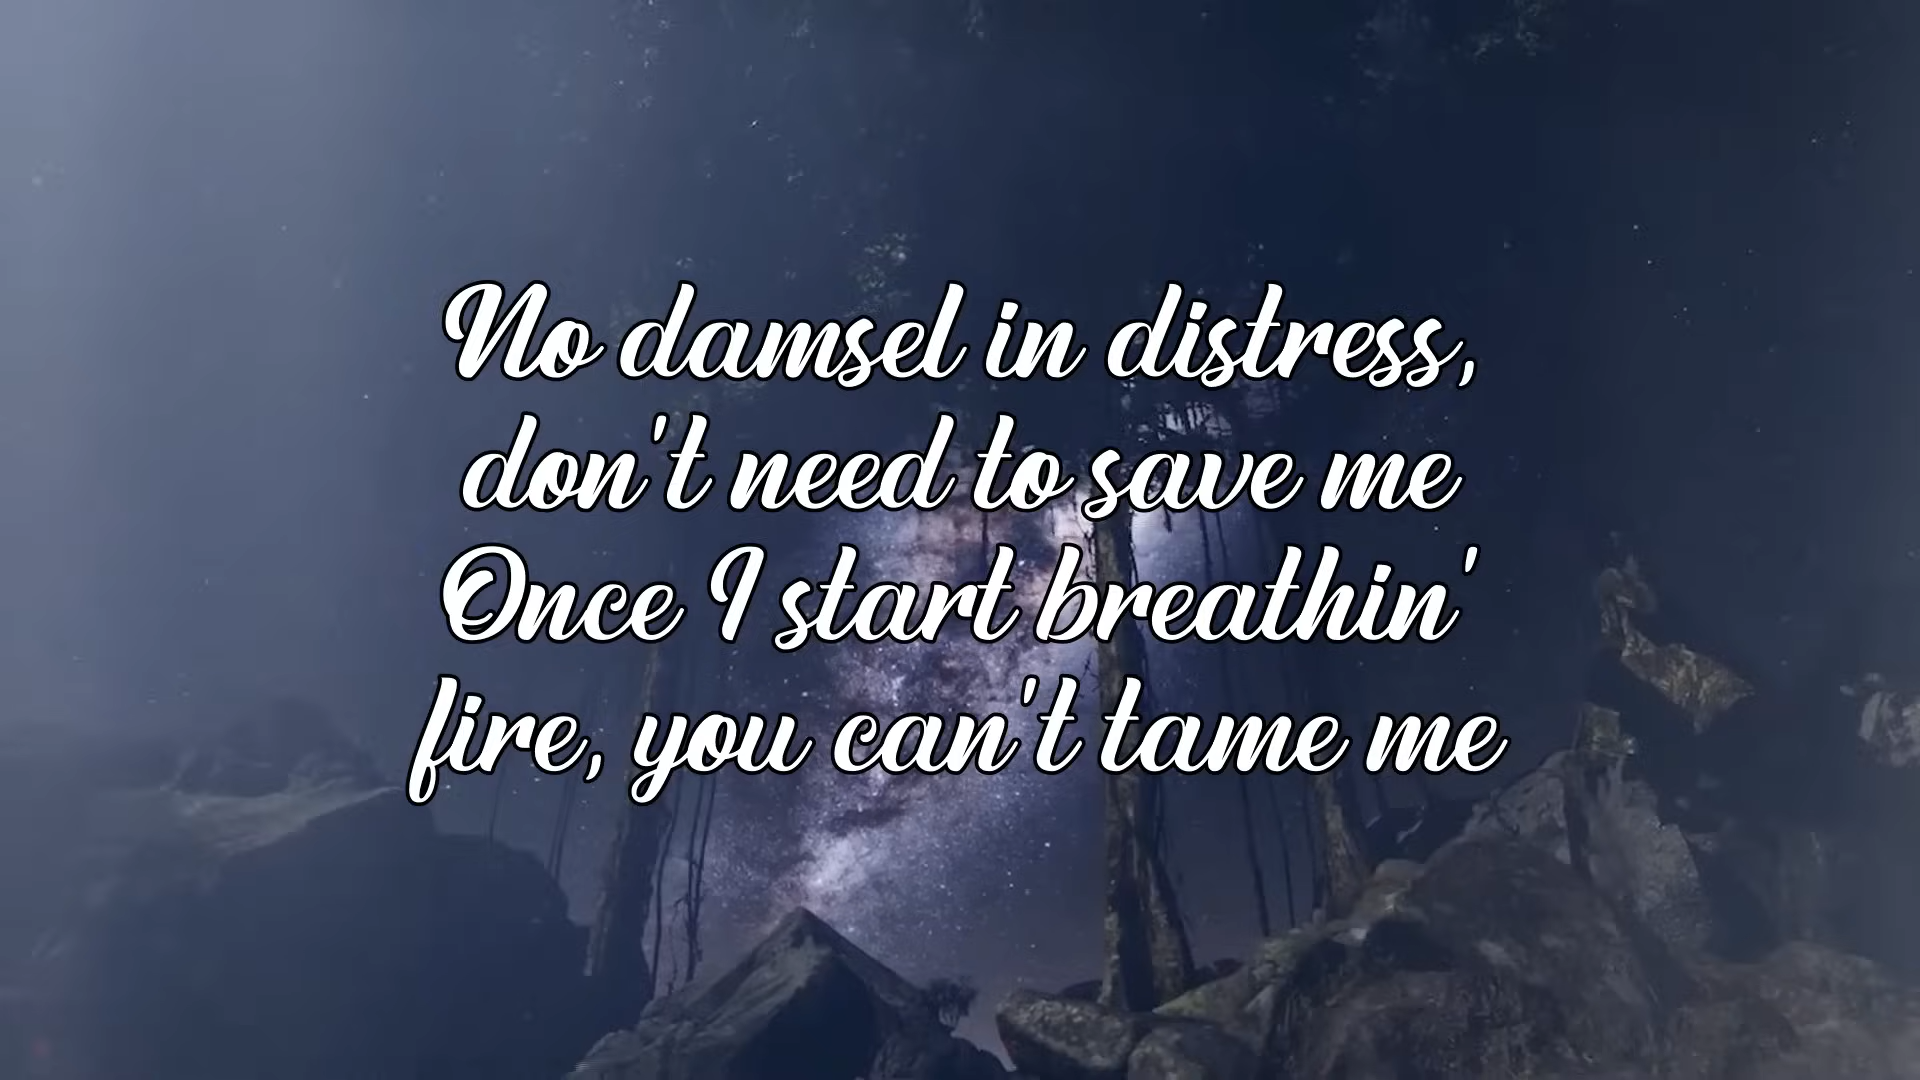 No damsel in distress,
don't need to save me
Once I start breathin'
fire, you can't tame me